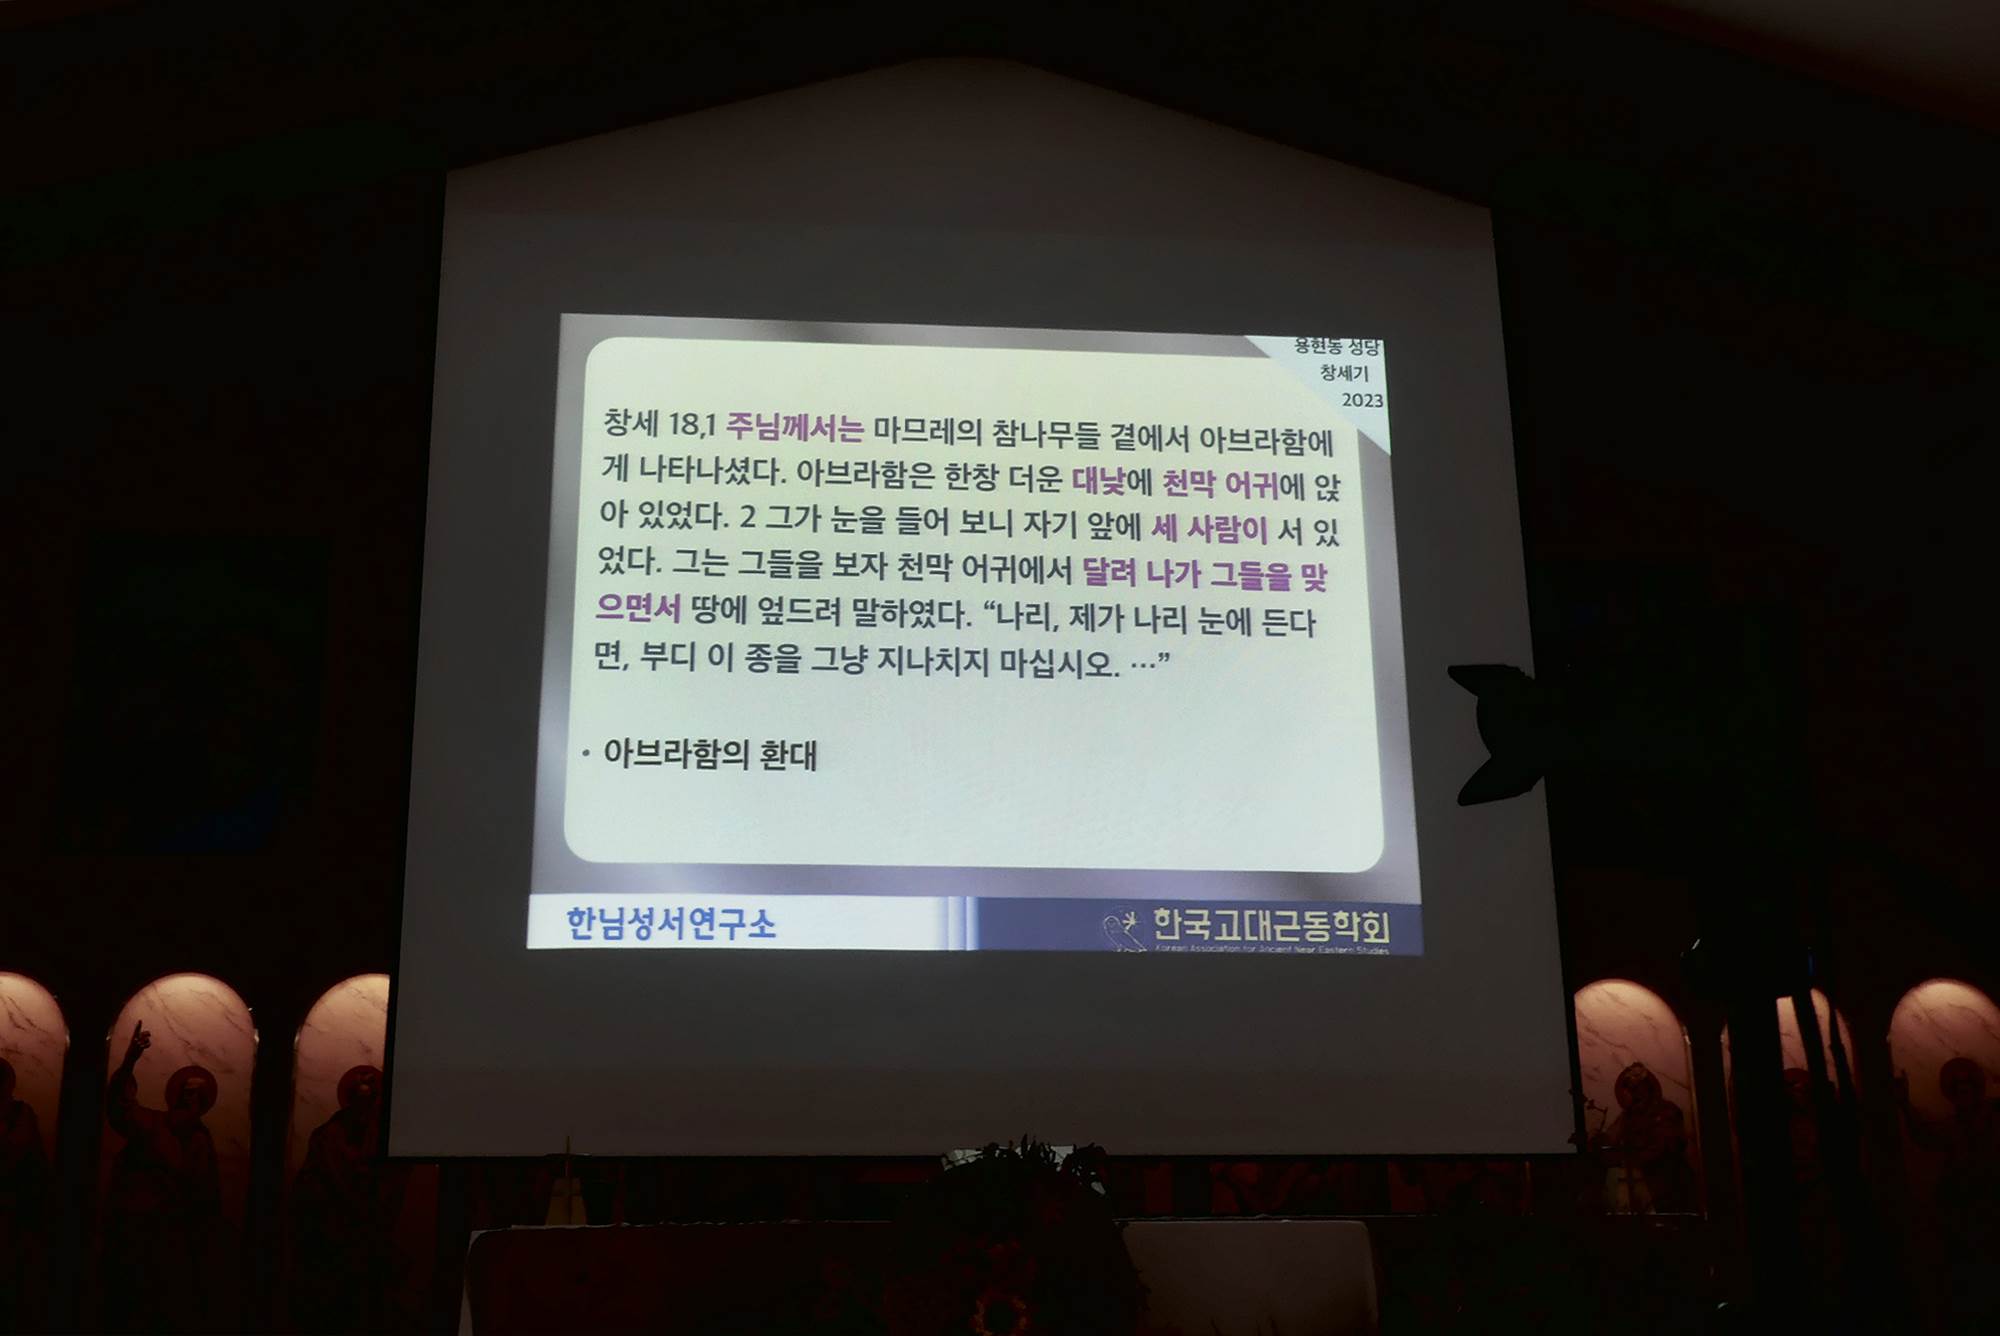 용현동 성당
창세기
2023
창세 18,1 주님께서는 마므레의 참나무들 곁에서 아브라함에
게 나타나셨다. 아브라함은 한창 더운 대낮에 천막 어귀에 앉
아 있었다. 2 그가 눈을 들어 보니 자기 앞에 세 사람이 서 있
었다. 그는 그들을 보자 천막 어귀에서 달려 나가 그들을 맞
으면서 땅에 엎드려 말하였다. “나리, 제가 나리 눈에 든다
면, 부디 이 종을 그냥 지나치지 마십시오. …”
• 아브라함의 환대
한님성서연구소
한국고대근동학회
Korean Association for Ancient Near Eastern Studies